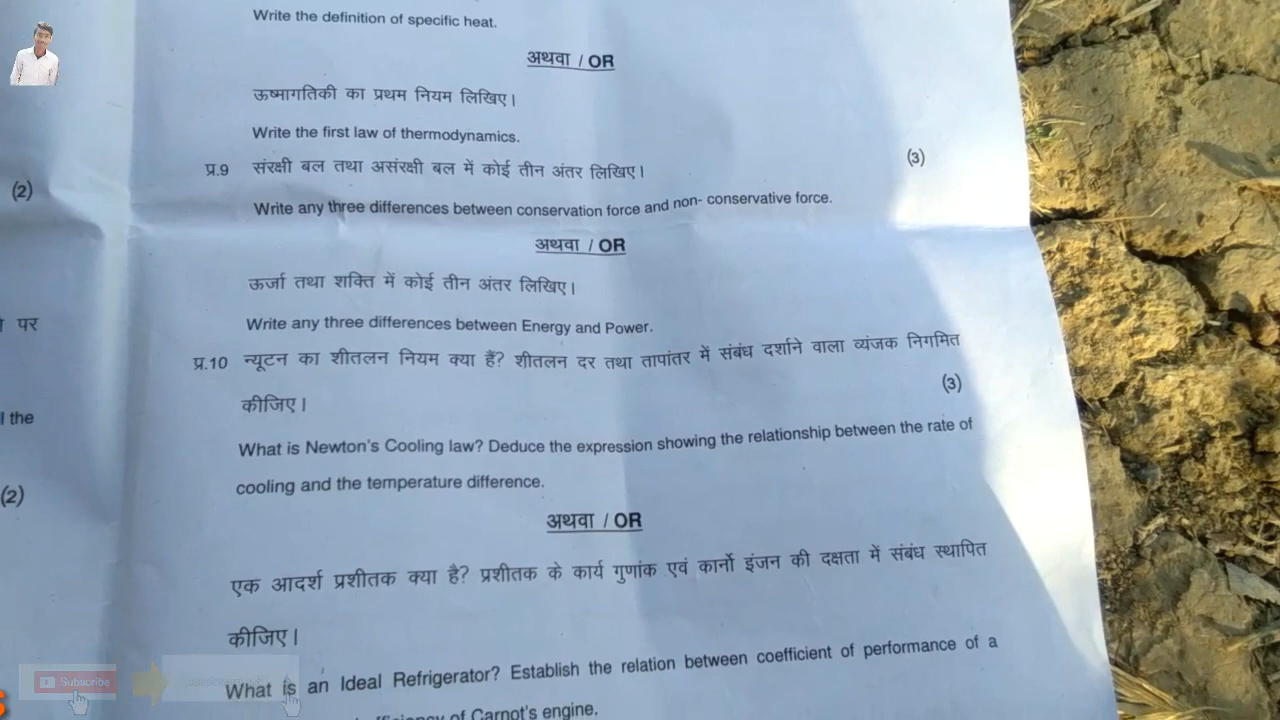 Write the definition of specific heat.
अथवा / OR
ऊष्मागतिकी का प्रथम नियम लिखिए।
Write the first law of thermodynamics.
प्र.9 संरक्षी बल तथा असंरक्षी बल में कोई तीन अंतर लिखिए। (3)
(2)
Write any three differences between conservation force and non- conservative force.
अथवा / OR
ऊर्जा तथा शक्ति में कोई तीन अंतर लिखिए।
पर
Write any three differences between Energy and Power.
प्र.10 न्यूटन का शीतलन नियम क्या हैं? शीतलन दर तथा तापांतर में संबंध दर्शाने वाला व्यंजक निगमित
कीजिए। (3)
the
What is Newton's Cooling law? Deduce the expression showing the relationship between the rate of
cooling and the temperature difference.
(2)
अथवा / OR
एक आदर्श प्रशीतक क्या है? प्रशीतक के कार्य गुणांक एवं कार्नो इंजन की दक्षता में संबंध स्थापित
कीजिए।
What is an Ideal Refrigerator? Establish the relation between coefficient of performance of a
of Carnot's engine.
Subscribe